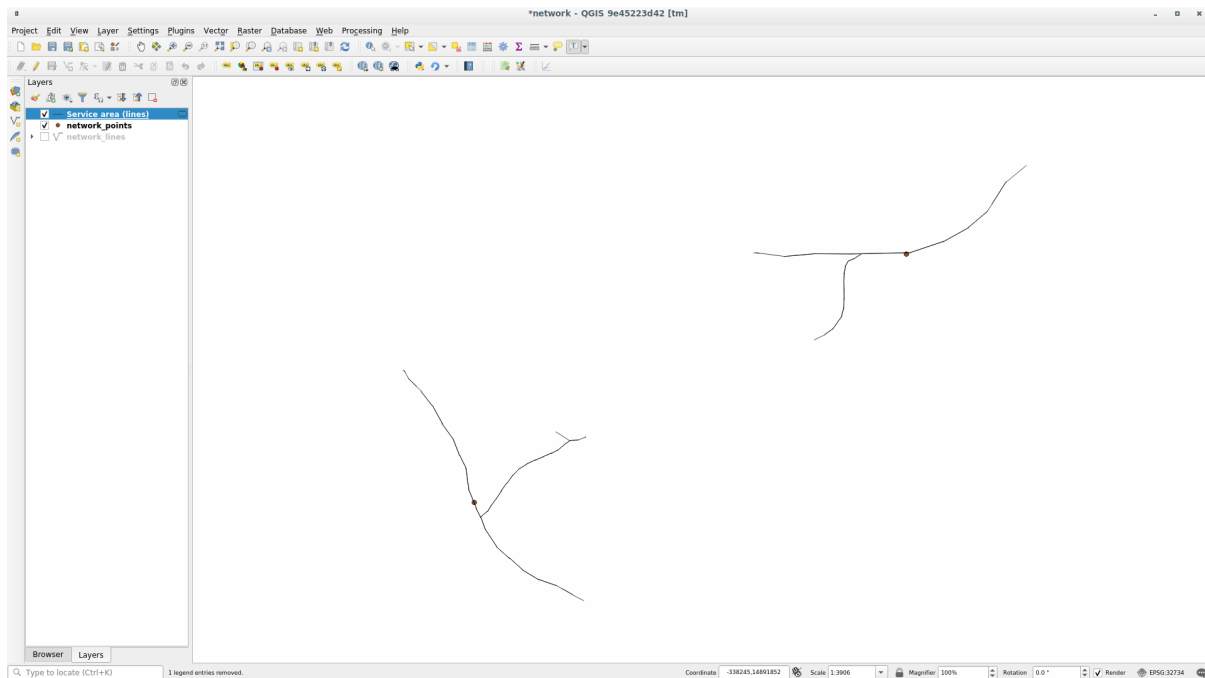 *network - QGIS 9e45223d42 [tm]
Project Edit View Layer Settings Plugins Vector Raster Database Web Processing Help
Layers
Service area (lines)
network_points
network_lines
Browser Layers
Type to locate (Ctrl+K) 1 legend entries removed. Coordinate -338245,14891852 Scale 1:3906 Magnifier 100% Rotation 0.0 ° Render EPSG:32734